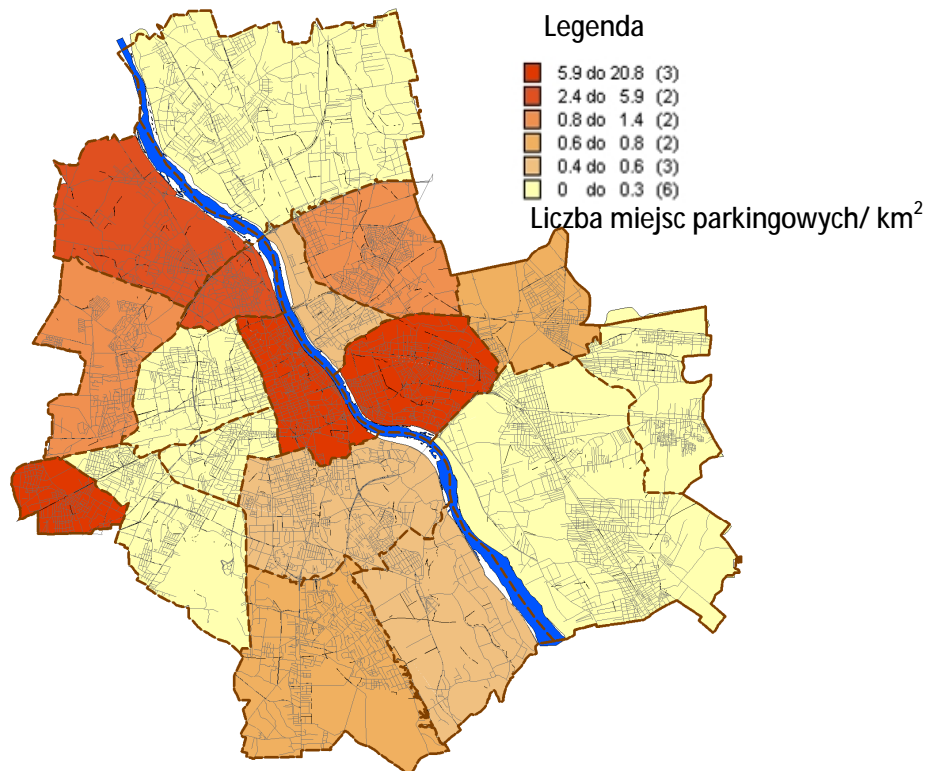 Legenda
5.9 do 20.8 (3)
2.4 do 5.9 (2)
0.8 do 1.4 (2)
0.6 do 0.8 (2)
0.4 do 0.6 (3)
0 do 0.3 (6)
Liczba miejsc parkingowych/ km²